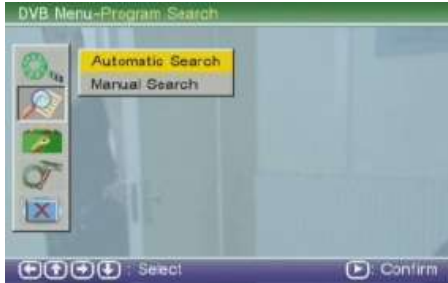 DVB Menu-Program Search
Automatic Search
Manual Search
: Select
: Confirm